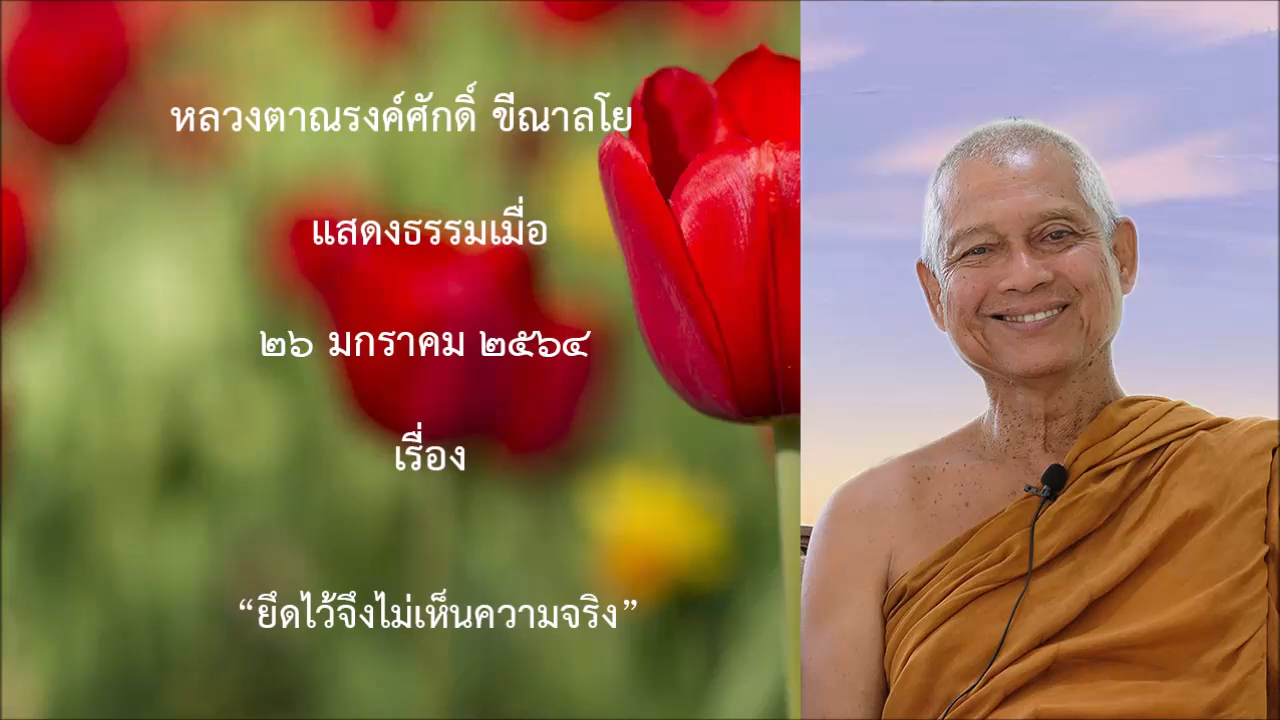 หลวงตาณรงค์ศักดิ์ ขีณาลโย
แสดงธรรมเมื่อ
๒๖ มกราคม ๒๕๖๔
เรื่อง
“ยึดไว้จึงไม่เห็นความจริง”